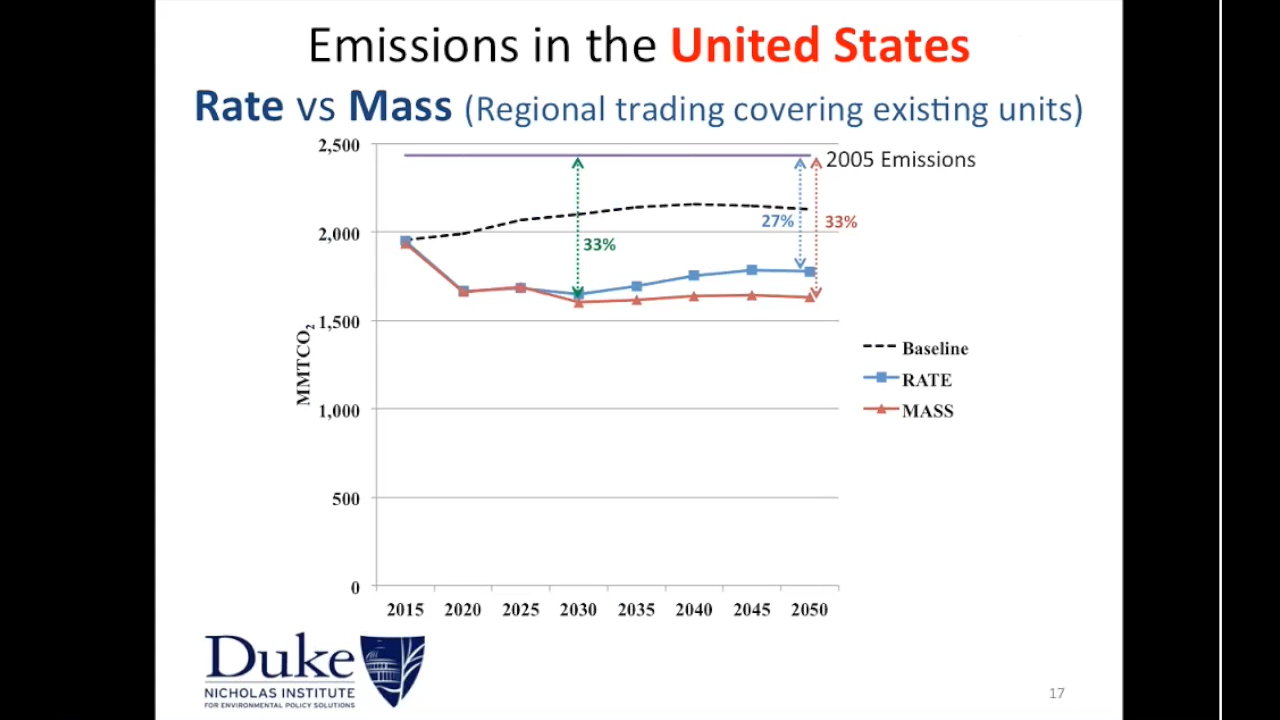 Emissions in the United States
Rate vs Mass (Regional trading covering existing units)
2,500
2005 Emissions
27%
33%
2,000
33%
1,500
MMTCO₂
Baseline
RATE
1,000
MASS
500
0
2015 2020 2025 2030 2035 2040 2045 2050
Duke
NICHOLAS INSTITUTE
FOR ENVIRONMENTAL POLICY SOLUTIONS
17